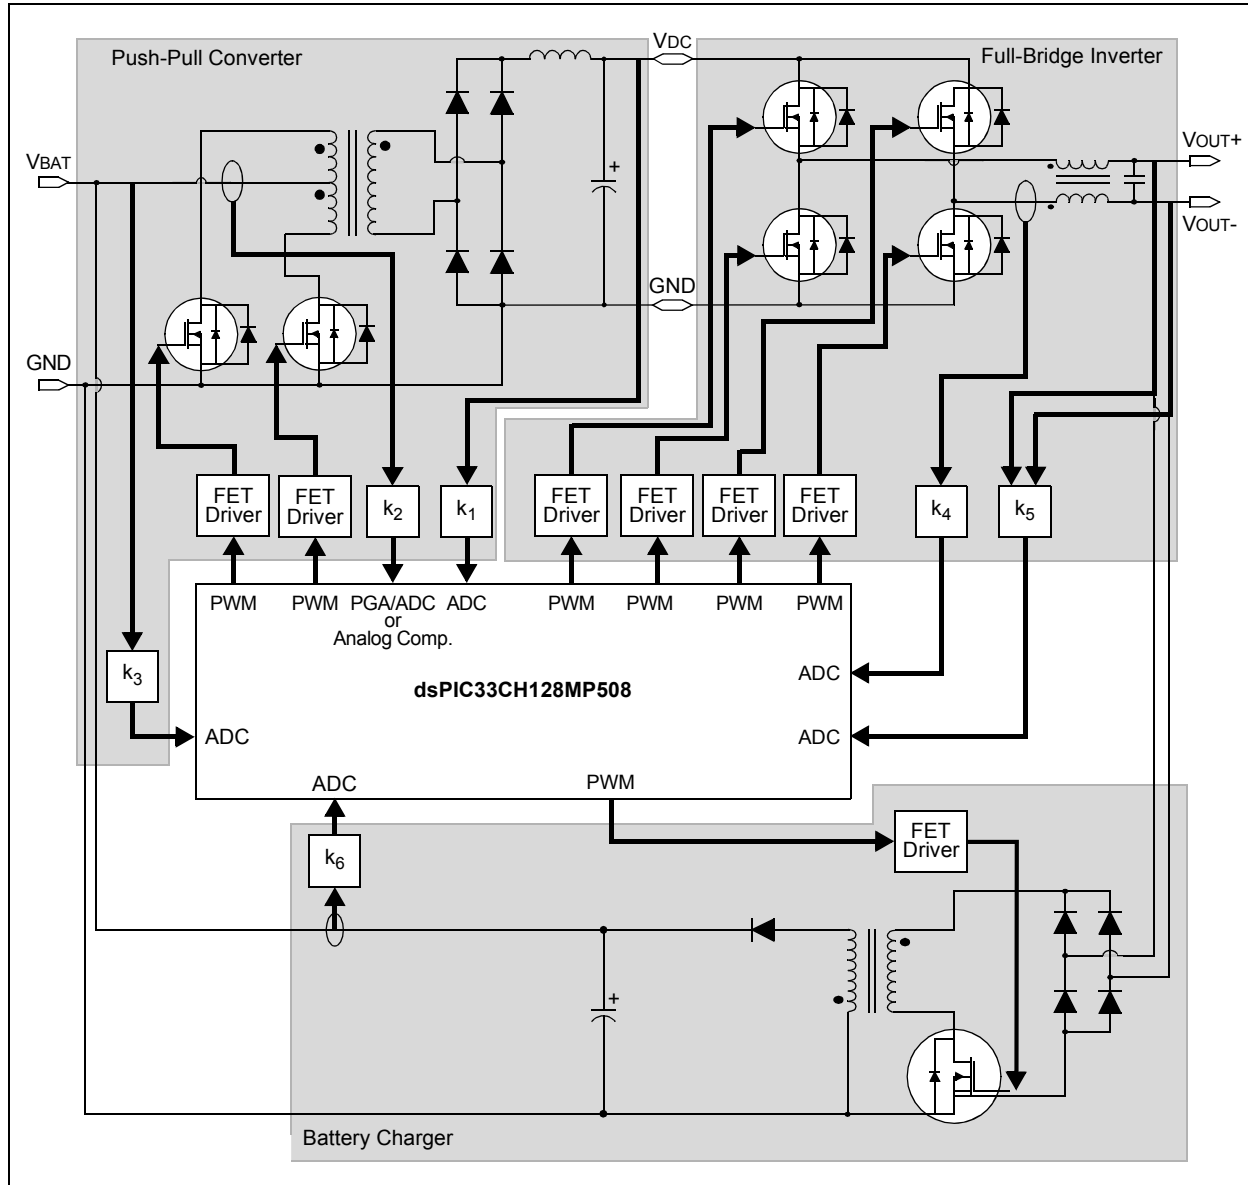 Push-Pull Converter
VDC
Full-Bridge Inverter
VBAT
VOUT+
VOUT-
GND
GND
FET
Driver
FET
Driver
k2
k1
FET
Driver
FET
Driver
FET
Driver
FET
Driver
k4
k5
PWM
PWM
PGA/ADC
or
Analog Comp.
ADC
PWM
PWM
PWM
PWM
k3
ADC
dsPIC33CH128MP508
ADC
ADC
ADC
PWM
k6
FET
Driver
+
+
Battery Charger